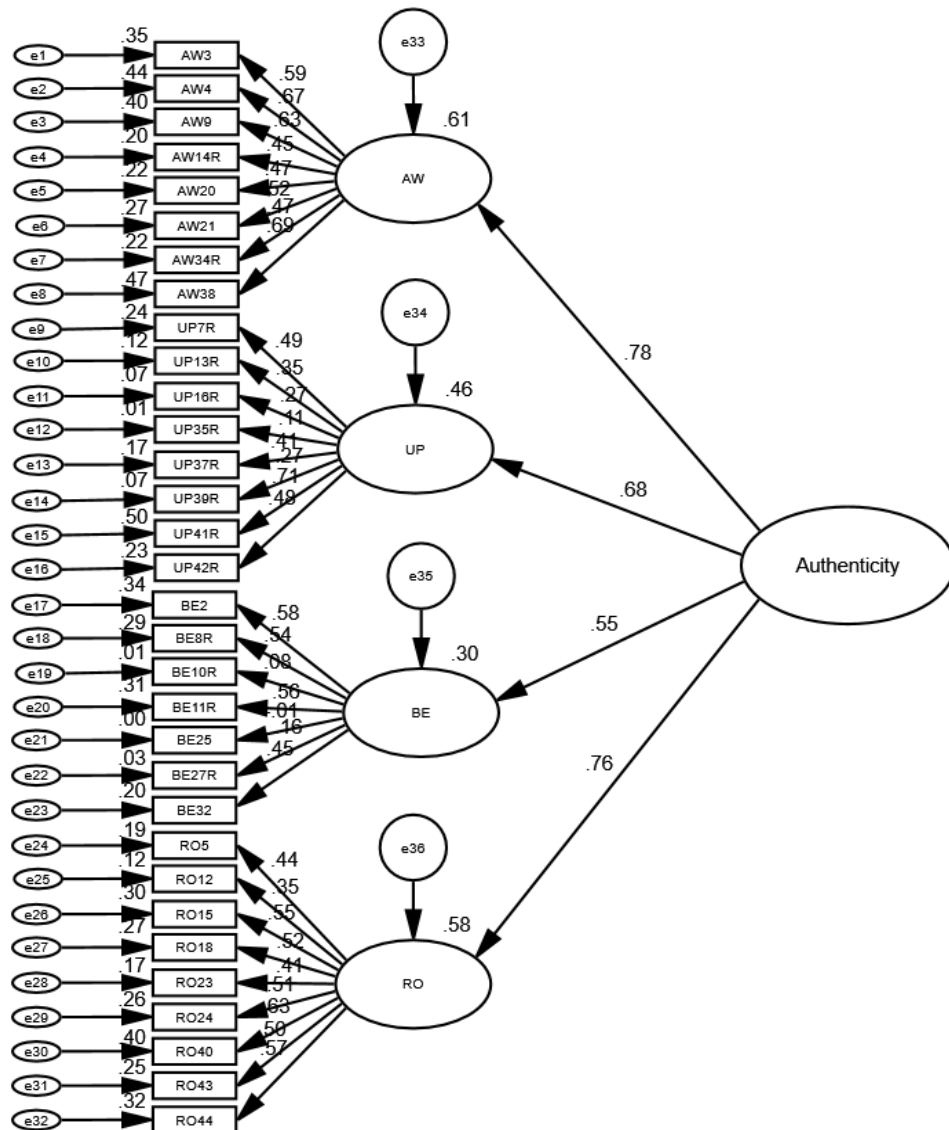 e1 .35 AW3 .59
e2 .44 AW4 .67
e3 .40 AW9 .63
e4 .20 AW14R .45
e5 .22 AW20 .47
e6 .27 AW21 .52
e7 .22 AW34R .47
e8 .47 AW38 .69
e33
.61
AW
.78
e9 .24 UP7R .49
e10 .12 UP13R .35
e11 .07 UP16R .27
e12 .01 UP35R .11
e13 .17 UP37R .41
e14 .07 UP39R .27
e15 .50 UP41R .71
e16 .23 UP42R .48
e34
.46
UP
.68
Authenticity
e17 .34 BE2 .58
e18 .29 BE8R .54
e19 .01 BE10R .08
e20 .31 BE11R .56
e21 .00 BE25 .01
e22 .03 BE27R .16
e23 .20 BE32 .45
e35
.30
BE
.55
e24 .19 RO5 .44
e25 .12 RO12 .35
e26 .30 RO15 .55
e27 .27 RO18 .52
e28 .17 RO23 .41
e29 .26 RO24 .51
e30 .40 RO40 .63
e31 .25 RO43 .50
e32 .32 RO44 .57
e36
.58
RO
.76